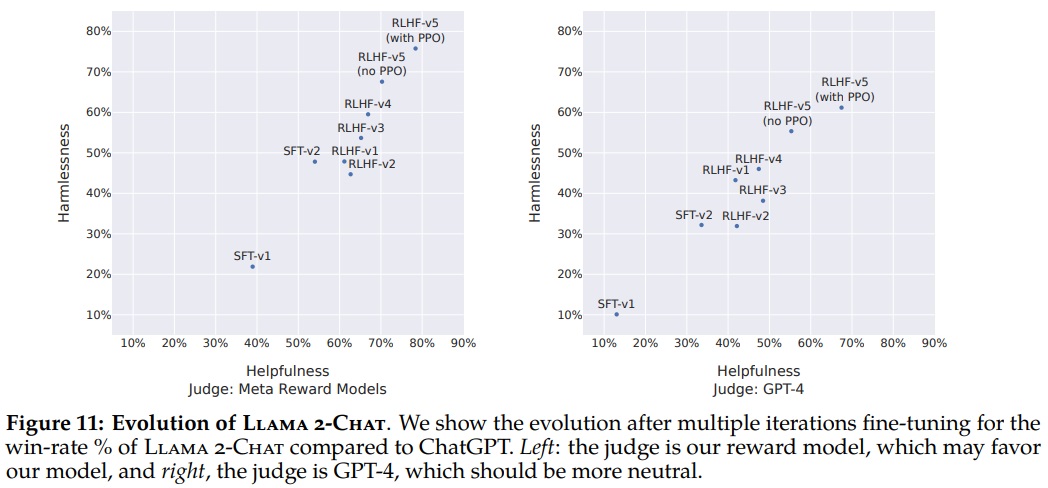 80%
70%
60%
50%
40%
30%
20%
10%
Harmlessness
RLHF-v5
(with PPO)
RLHF-v5
(no PPO)
RLHF-v4
RLHF-v3
SFT-v2
RLHF-v1
RLHF-v2
SFT-v1
10% 20% 30% 40% 50% 60% 70% 80% 90%
Helpfulness
Judge: Meta Reward Models
80%
70%
60%
50%
40%
30%
20%
10%
Harmlessness
RLHF-v5
(with PPO)
RLHF-v5
(no PPO)
RLHF-v4
RLHF-v1
RLHF-v3
SFT-v2
RLHF-v2
SFT-v1
10% 20% 30% 40% 50% 60% 70% 80% 90%
Helpfulness
Judge: GPT-4
Figure 11: Evolution of Llama 2-Chat. We show the evolution after multiple iterations fine-tuning for the
win-rate % of Llama 2-Chat compared to ChatGPT. Left: the judge is our reward model, which may favor
our model, and right, the judge is GPT-4, which should be more neutral.